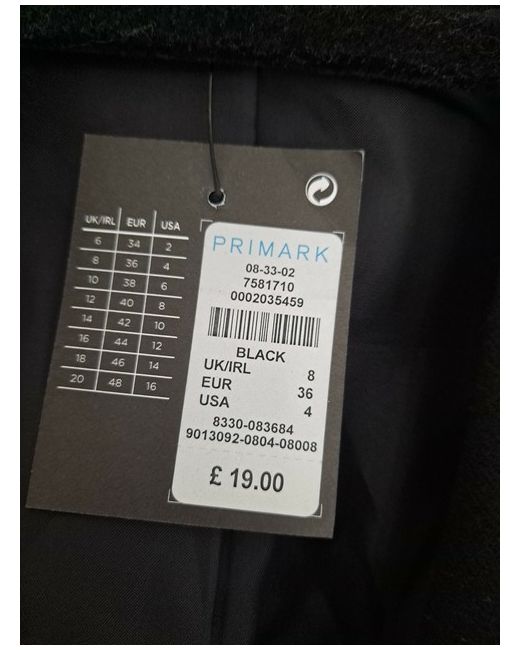 UK/IRL EUR USA
6 34 2
8 36 4
10 38 6
12 40 8
14 42 10
16 44 12
18 46 14
20 48 16
PRIMARK
08-33-02
7581710
0002035459
BLACK
UK/IRL 8
EUR 36
USA 4
8330-083684
9013092-0804-08008
£ 19.00